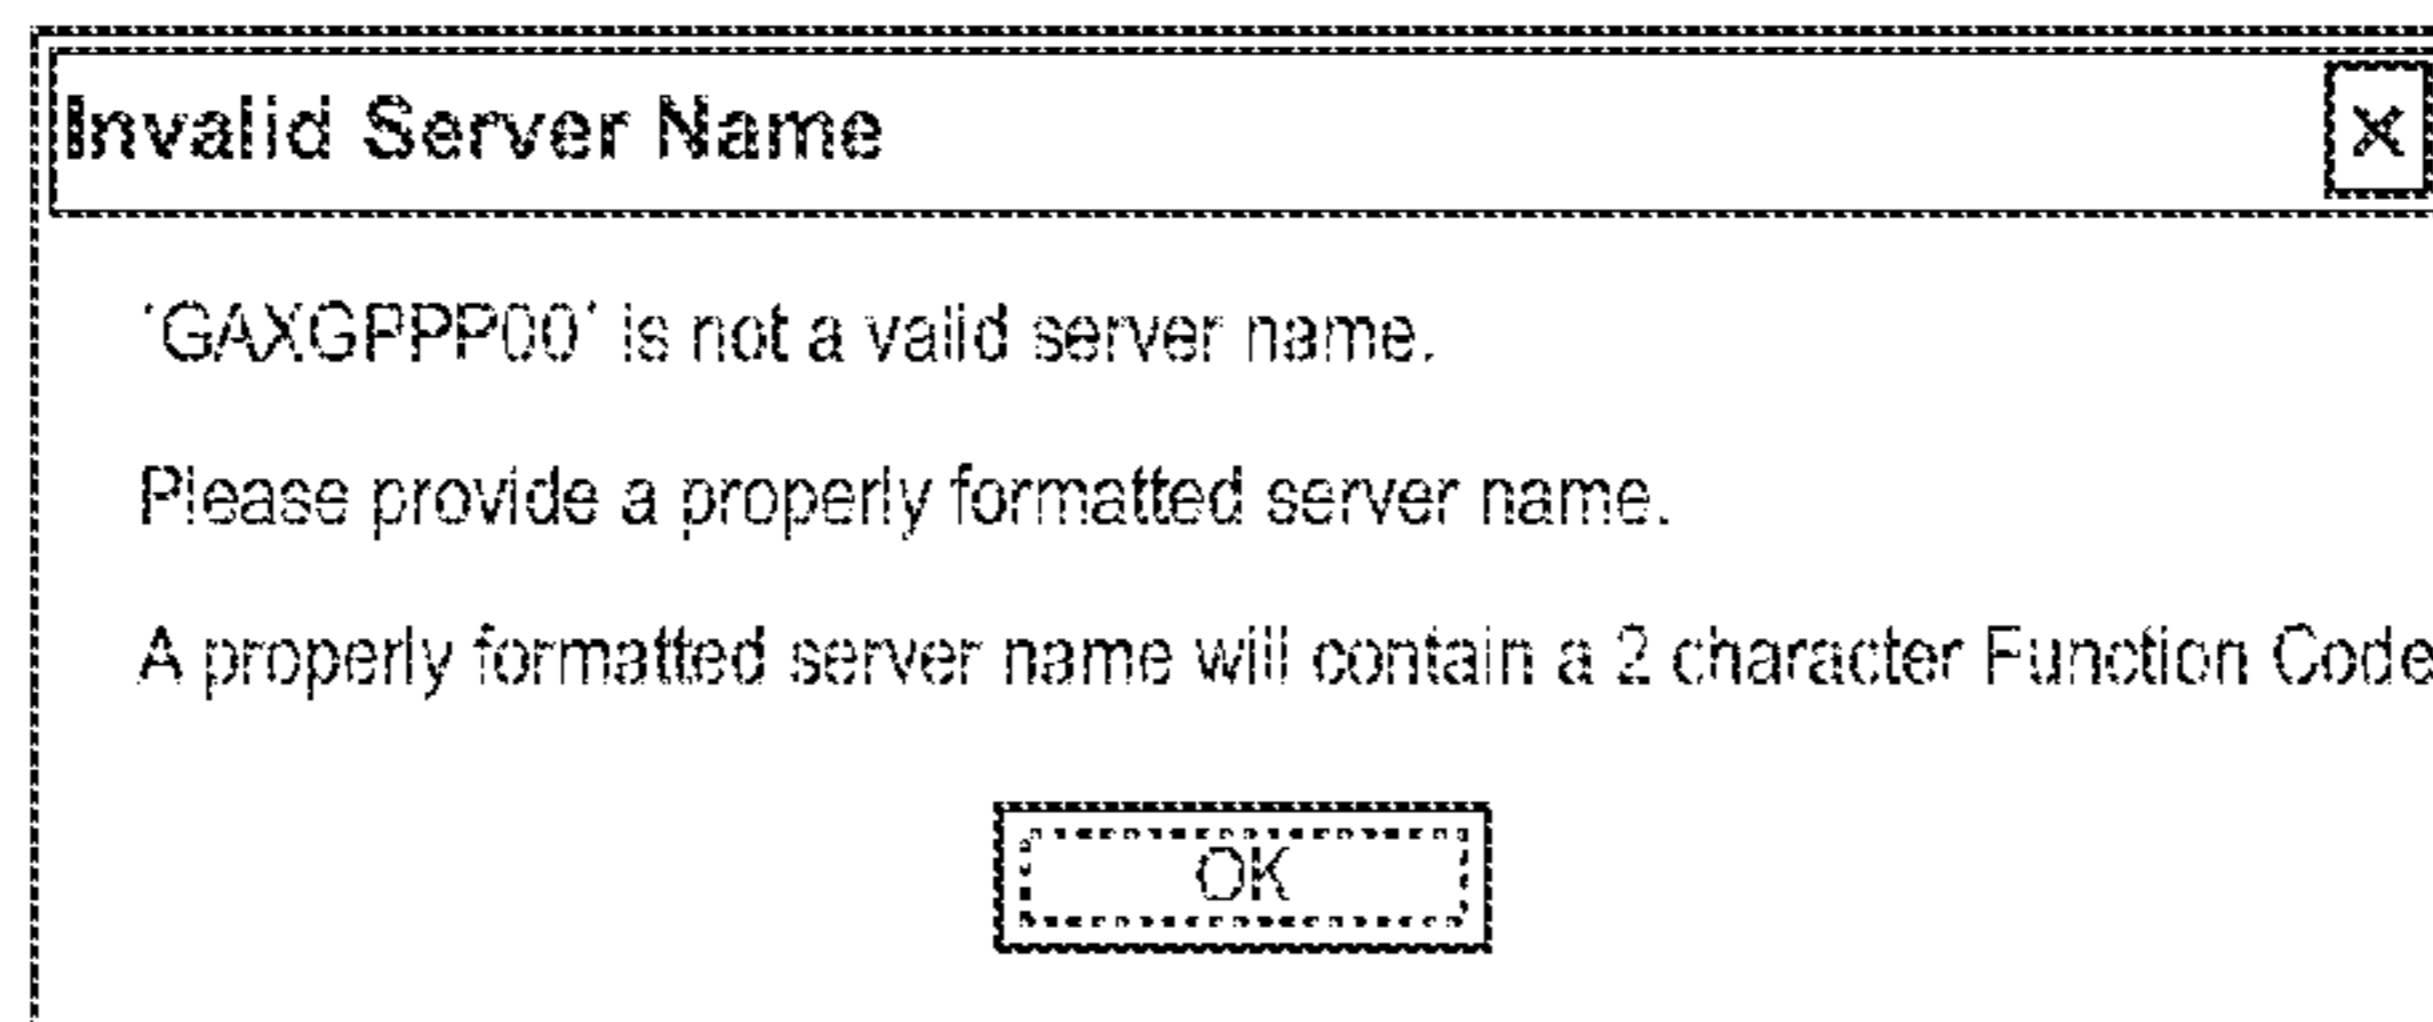 Invalid Server Name
'GAXGPPP00' is not a valid server name.
Please provide a properly formatted server name.
A properly formatted server name will contain a 2 character Function Code
OK